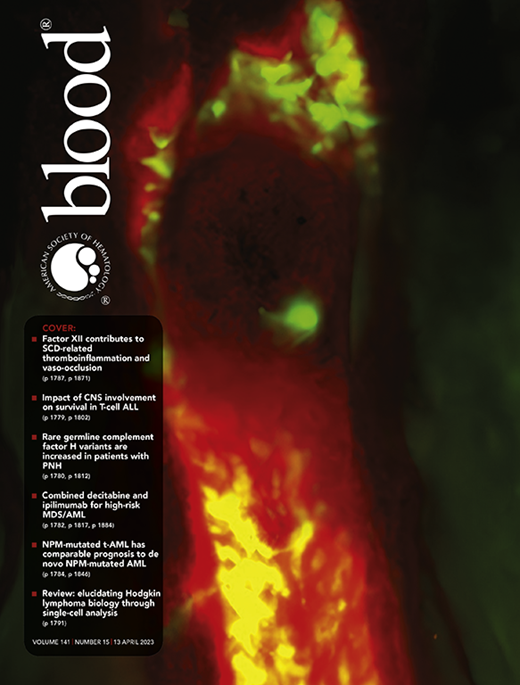 blood®
AMERICAN SOCIETY OF HEMATOLOGY
®
COVER:
Factor XII contributes to
SCD-related
thromboinflammation and
vaso-occlusion
(p 1787, p 1871)
Impact of CNS involvement
on survival in T-cell ALL
(p 1779, p 1802)
Rare germline complement
factor H variants are
increased in patients with
PNH
(p 1780, p 1812)
Combined decitabine and
ipilimumab for high-risk
MDS/AML
(p 1782, p 1817, p 1884)
NPM-mutated t-AML has
comparable prognosis to de
novo NPM-mutated AML
(p 1784, p 1846)
Review: elucidating Hodgkin
lymphoma biology through
single-cell analysis
(p 1791)
VOLUME 141 | NUMBER 15 | 13 APRIL 2023